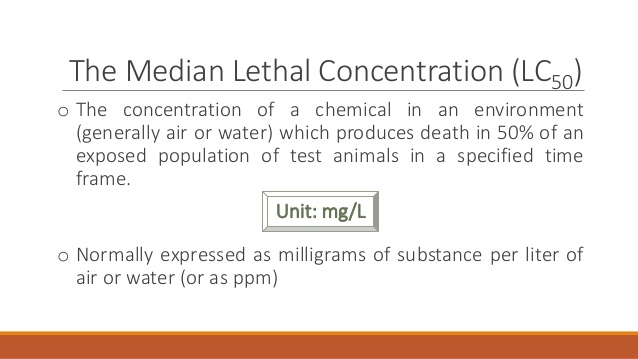 The Median Lethal Concentration (LC50)
o The concentration of a chemical in an environment
(generally air or water) which produces death in 50% of an
exposed population of test animals in a specified time
frame.
Unit: mg/L
o Normally expressed as milligrams of substance per liter of
air or water (or as ppm)